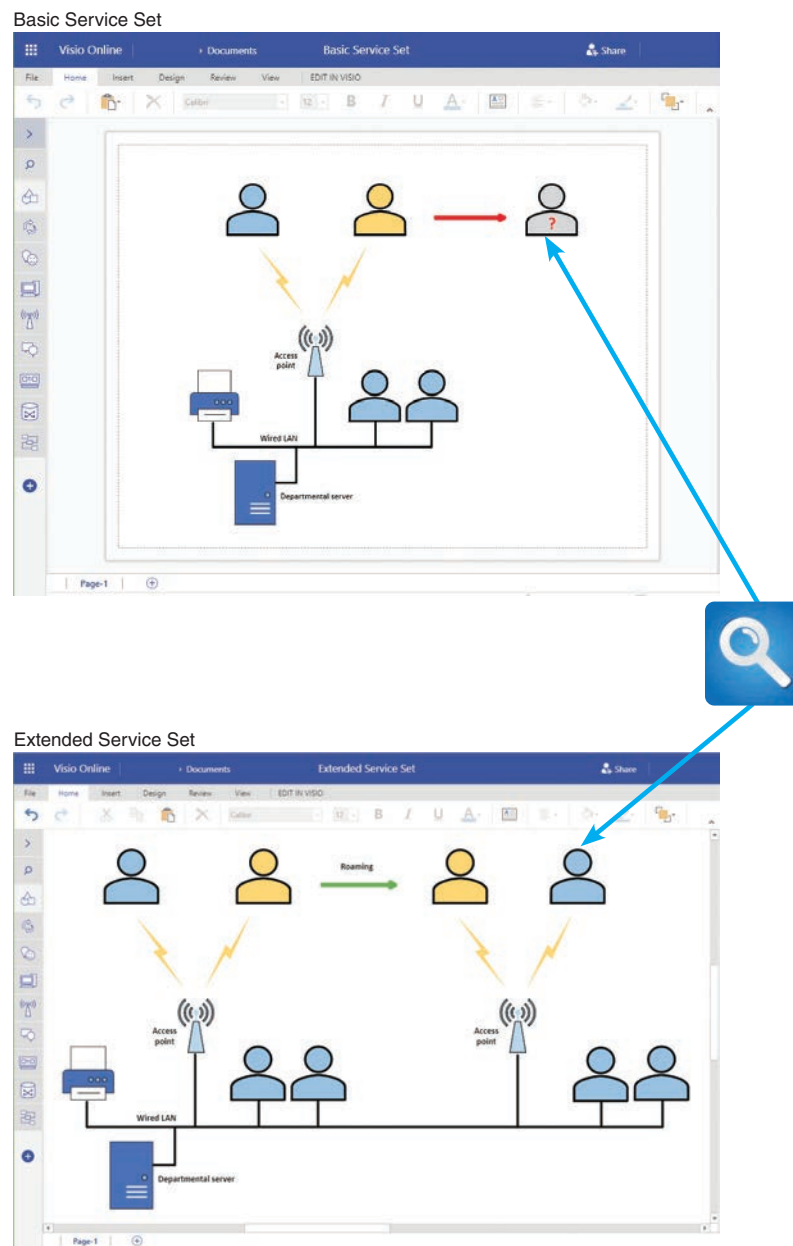 Basic Service Set
Visio Online › Documents Basic Service Set Share
File Home Insert Design Review View EDIT IN VISIO
Calibri 12 B I U A
?
Access
point
Wired LAN
Departmental server
Page-1
Extended Service Set
Visio Online › Documents Extended Service Set Share
File Home Insert Design Review View EDIT IN VISIO
Calibri 12 B I U A
Roaming
Access
point
Access
point
Wired LAN
Departmental server
Page-1